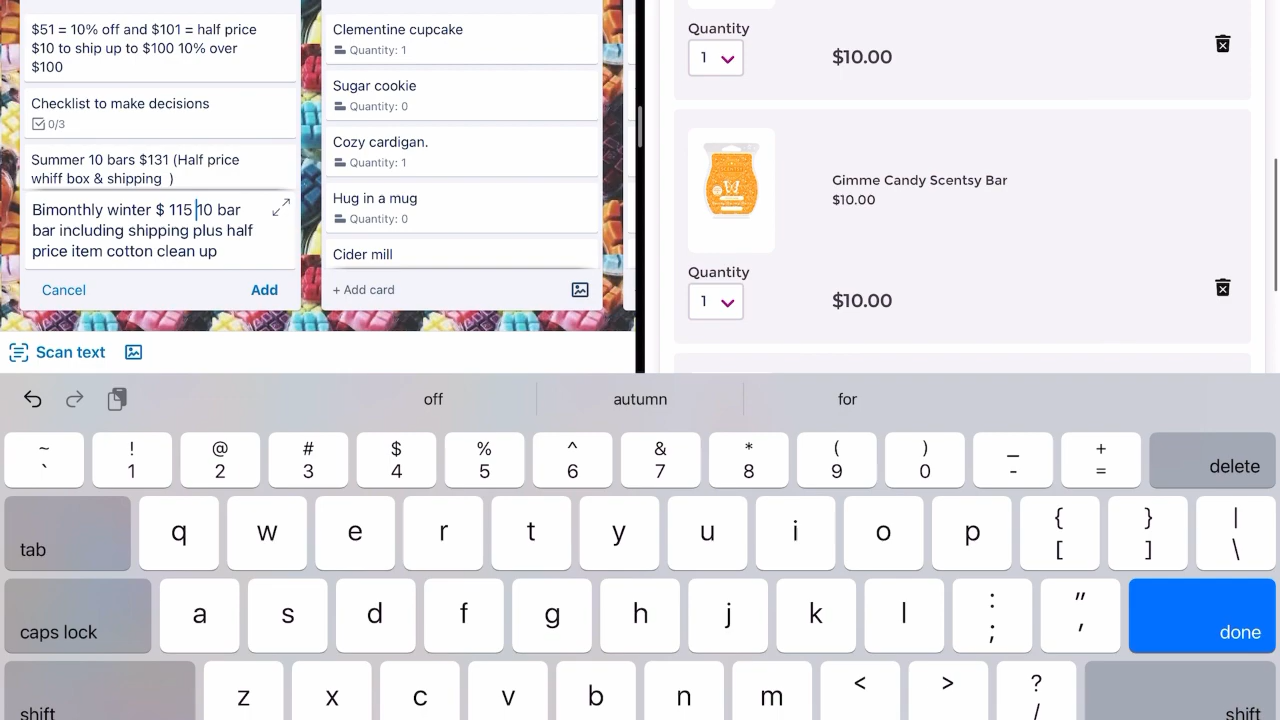 $51 = 10% off and $101 = half price
$10 to ship up to $100 10% over
$100
Checklist to make decisions
0/3
Summer 10 bars $131 (Half price
whiff box & shipping )
Bimonthly winter $ 115 10 bar
bar including shipping plus half
price item cotton clean up
Cancel
Add
Clementine cupcake
Quantity: 1
Sugar cookie
Quantity: 0
Cozy cardigan.
Quantity: 1
Hug in a mug
Quantity: 0
Cider mill
+ Add card
Scan text
Quantity
1
$10.00
Gimme Candy Scentsy Bar
$10.00
Quantity
1
$10.00
off
autumn
for
~ ! @ # $ % ^ & * ( ) _ +
` 1 2 3 4 5 6 7 8 9 0 - = delete
tab q w e r t y u i o p { [ } ] | \
caps lock a s d f g h j k l : ; " ' done
shift z x c v b n m < > ? / shift